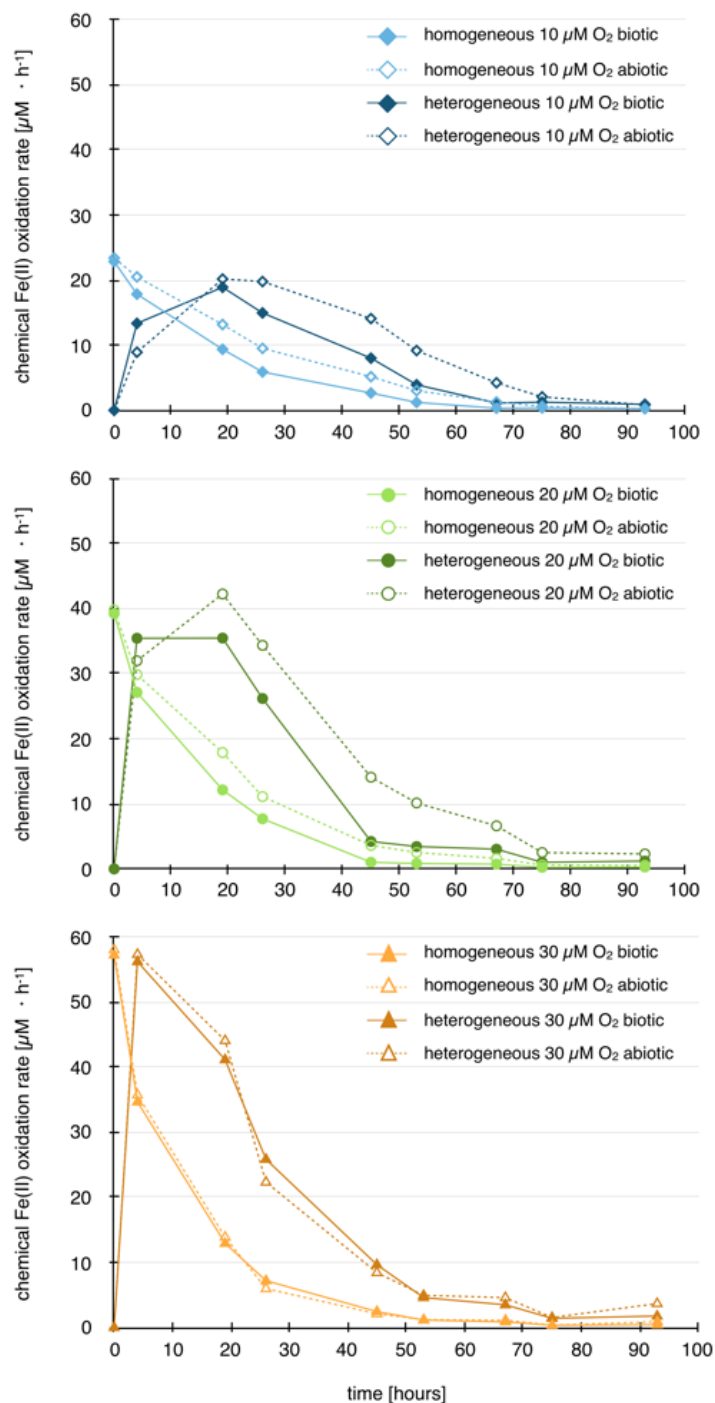 chemical Fe(II) oxidation rate [µM · h⁻¹]
60
50
40
30
20
10
0
homogeneous 10 µM O₂ biotic
homogeneous 10 µM O₂ abiotic
heterogeneous 10 µM O₂ biotic
heterogeneous 10 µM O₂ abiotic
0 10 20 30 40 50 60 70 80 90 100
chemical Fe(II) oxidation rate [µM · h⁻¹]
60
50
40
30
20
10
0
homogeneous 20 µM O₂ biotic
homogeneous 20 µM O₂ abiotic
heterogeneous 20 µM O₂ biotic
heterogeneous 20 µM O₂ abiotic
0 10 20 30 40 50 60 70 80 90 100
chemical Fe(II) oxidation rate [µM · h⁻¹]
60
50
40
30
20
10
0
homogeneous 30 µM O₂ biotic
homogeneous 30 µM O₂ abiotic
heterogeneous 30 µM O₂ biotic
heterogeneous 30 µM O₂ abiotic
0 10 20 30 40 50 60 70 80 90 100
time [hours]